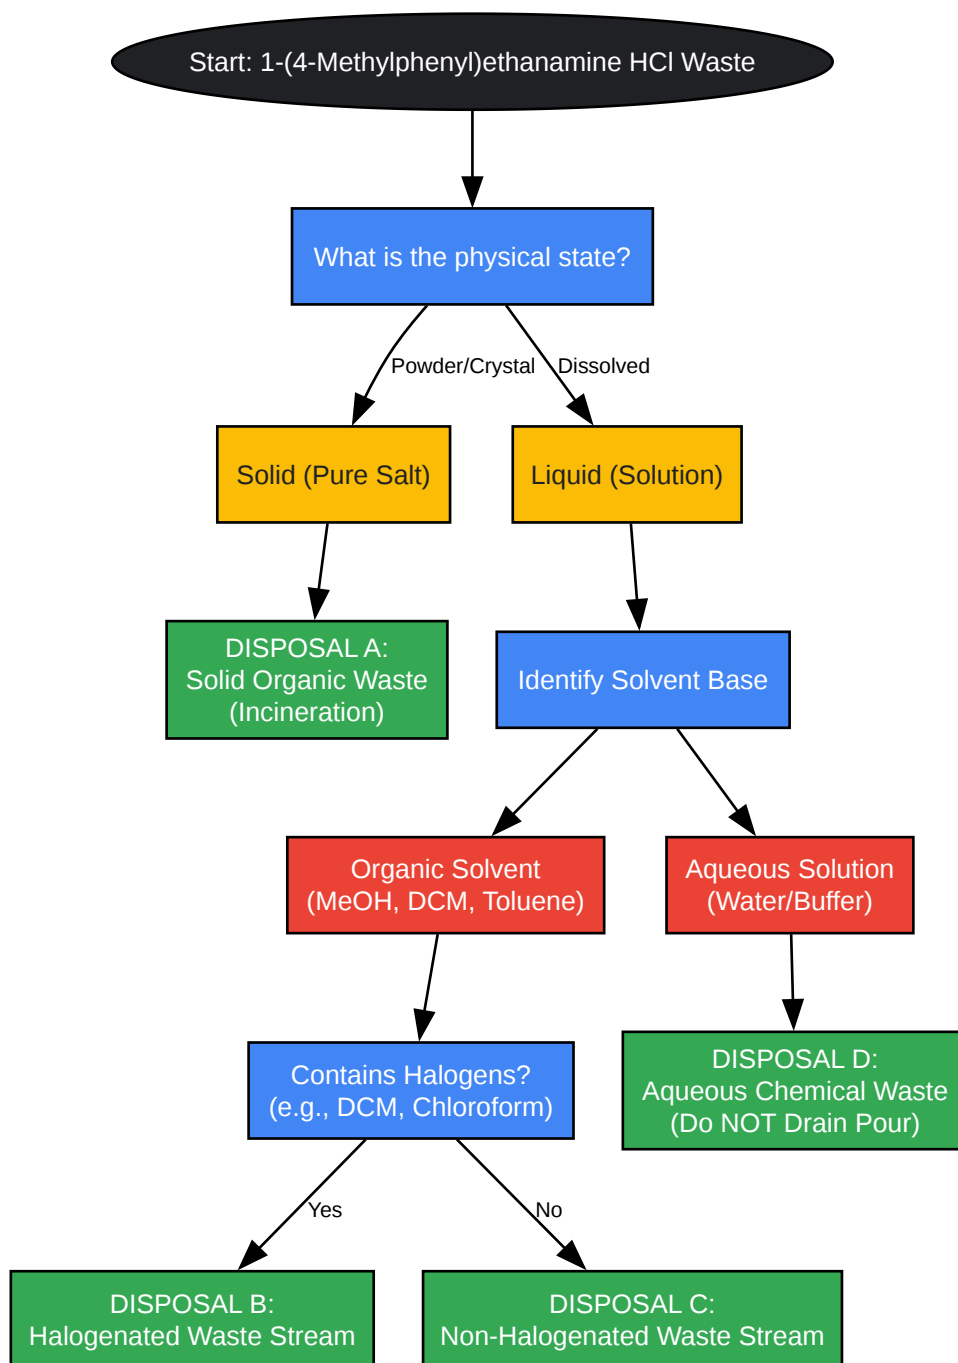 Start: 1-(4-Methylphenyl)ethanamine HCl Waste
What is the physical state?
Powder/Crystal
Dissolved
Solid (Pure Salt)
Liquid (Solution)
DISPOSAL A:
Solid Organic Waste
(Incineration)
Identify Solvent Base
Organic Solvent
(MeOH, DCM, Toluene)
Aqueous Solution
(Water/Buffer)
Contains Halogens?
(e.g., DCM, Chloroform)
DISPOSAL D:
Aqueous Chemical Waste
(Do NOT Drain Pour)
Yes
No
DISPOSAL B:
Halogenated Waste Stream
DISPOSAL C:
Non-Halogenated Waste Stream